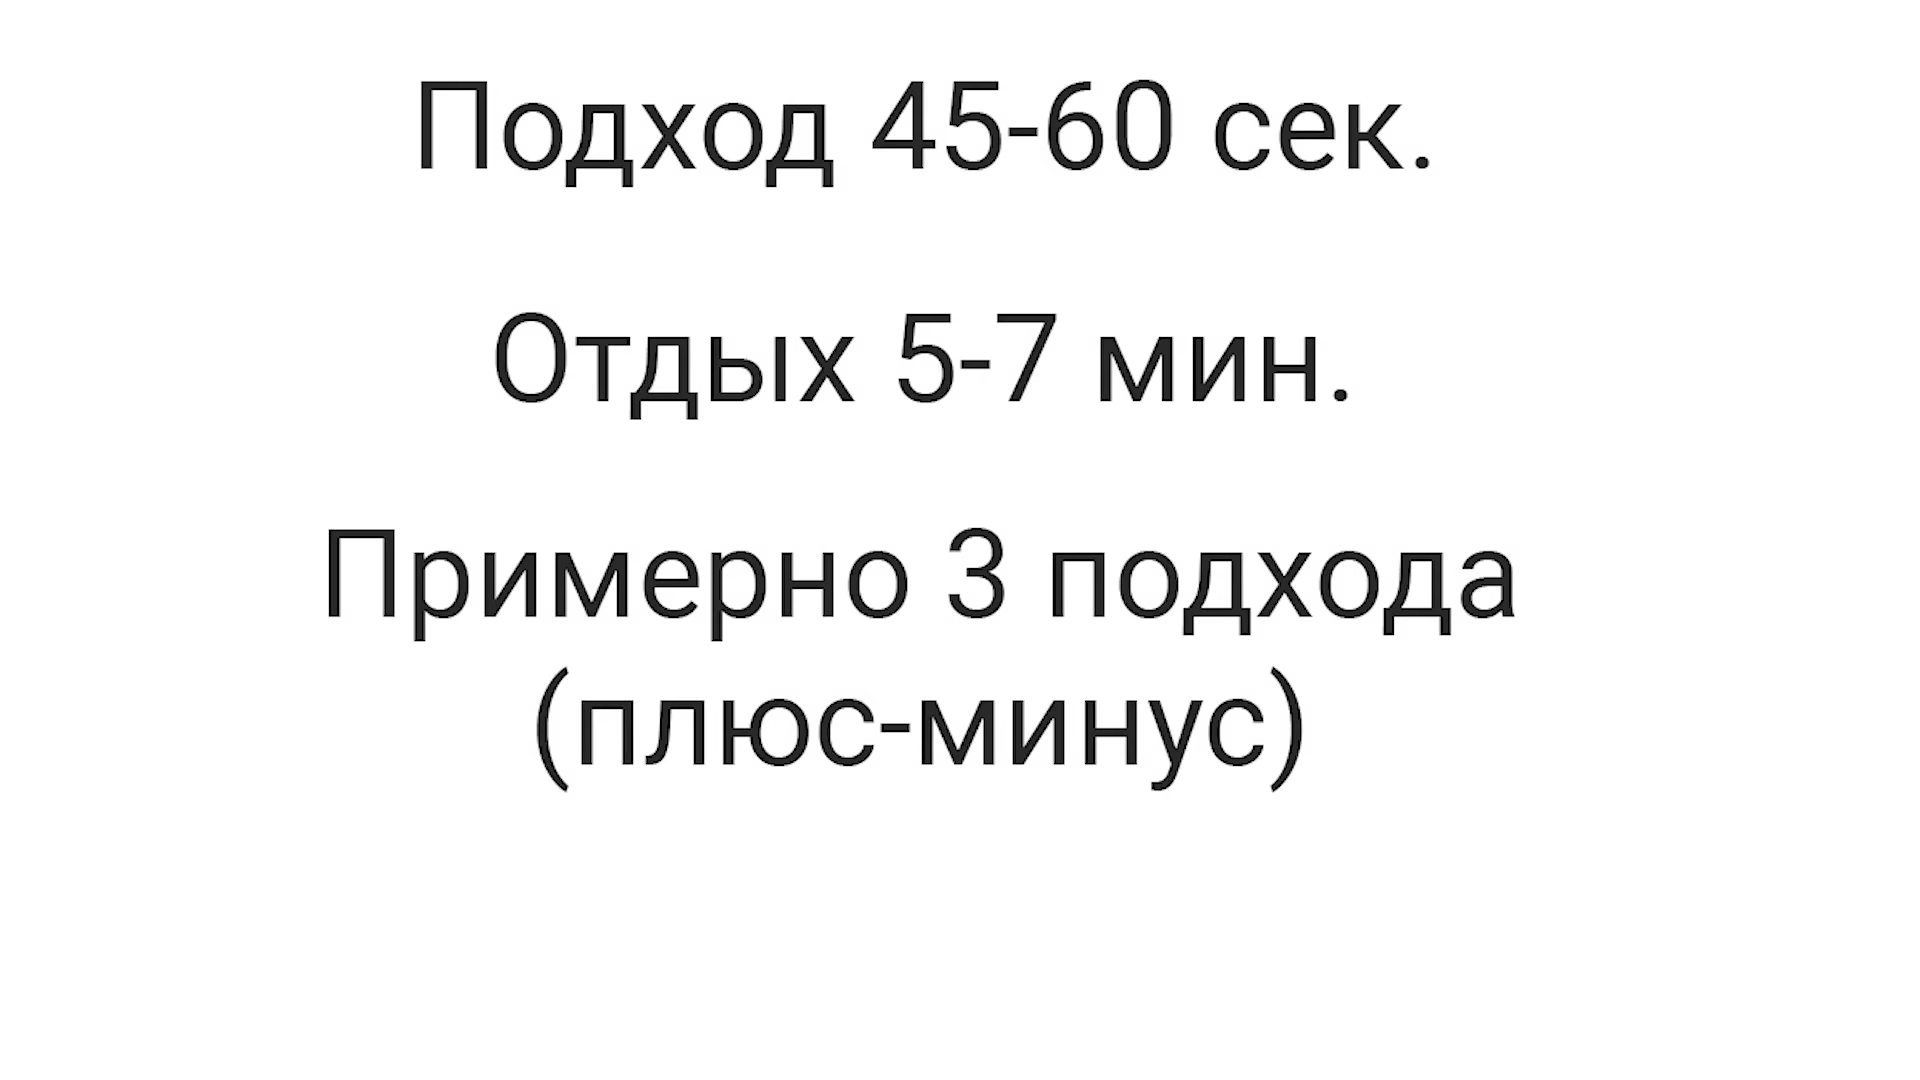 Подход 45-60 сек.
Отдых 5-7 мин.
Примерно 3 подхода
(плюс-минус)